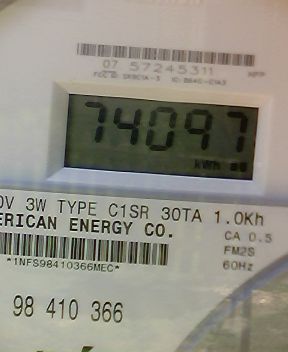 07 57245311
74097
kWh
0V 3W TYPE C1SR 30TA 1.0Kh
ERICAN ENERGY CO.
CA 0.5
FM2S
60Hz
*1NFS98410366MEC*
98 410 366